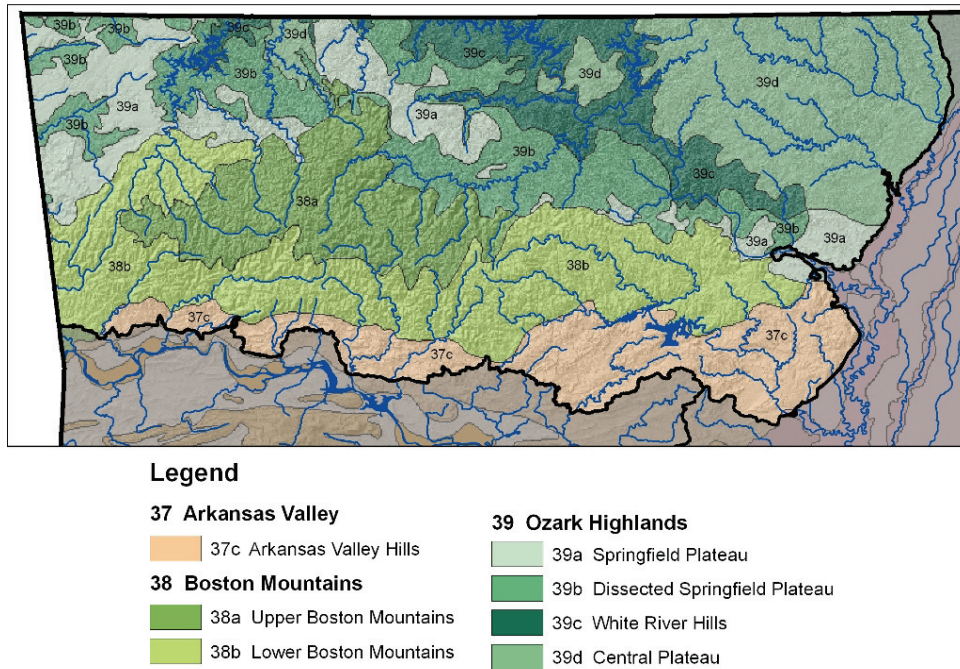 39b 39b 39c 39d
39b 39c
39b 39d 39d
39a
39a
39b
39b
39c
38a
39b
39a 39a
38b 38b
37c 37c
37c
Legend
37 Arkansas Valley
37c Arkansas Valley Hills
38 Boston Mountains
38a Upper Boston Mountains
38b Lower Boston Mountains
39 Ozark Highlands
39a Springfield Plateau
39b Dissected Springfield Plateau
39c White River Hills
39d Central Plateau